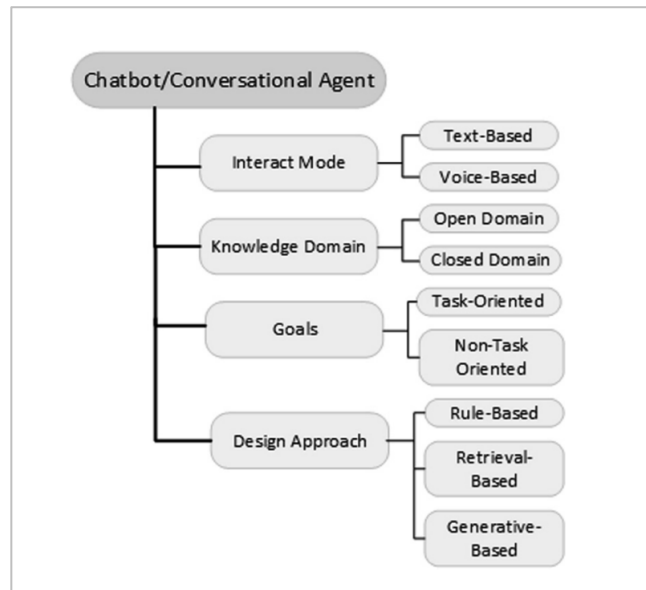 Chatbot/Conversational Agent
Interact Mode
Text-Based
Voice-Based
Knowledge Domain
Open Domain
Closed Domain
Goals
Task-Oriented
Non-Task
Oriented
Design Approach
Rule-Based
Retrieval-
Based
Generative-
Based